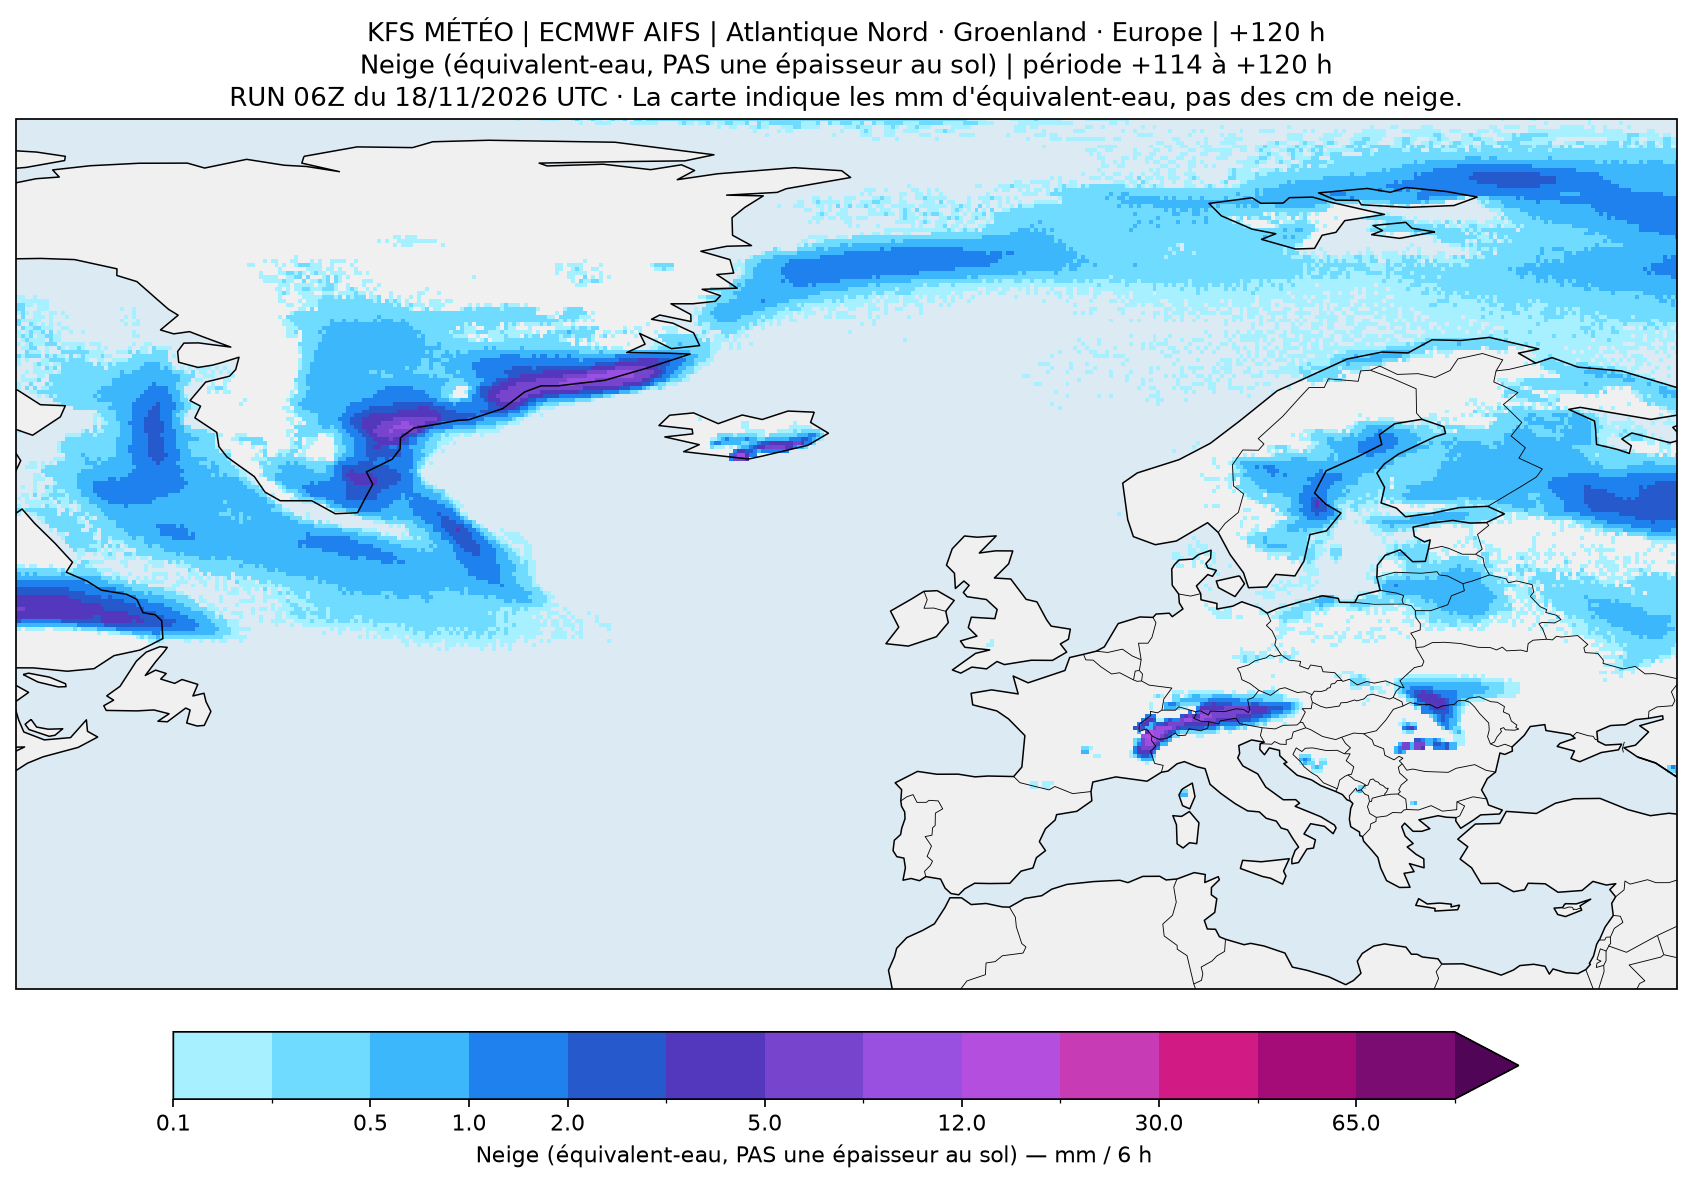 KFS MÉTÉO | ECMWF AIFS | Atlantique Nord · Groenland · Europe | +120 h
Neige (équivalent-eau, PAS une épaisseur au sol) | période +114 à +120 h
RUN 06Z du 18/11/2026 UTC · La carte indique les mm d'équivalent-eau, pas des cm de neige.
0.1 0.5 1.0 2.0 5.0 12.0 30.0 65.0
Neige (équivalent-eau, PAS une épaisseur au sol) — mm / 6 h